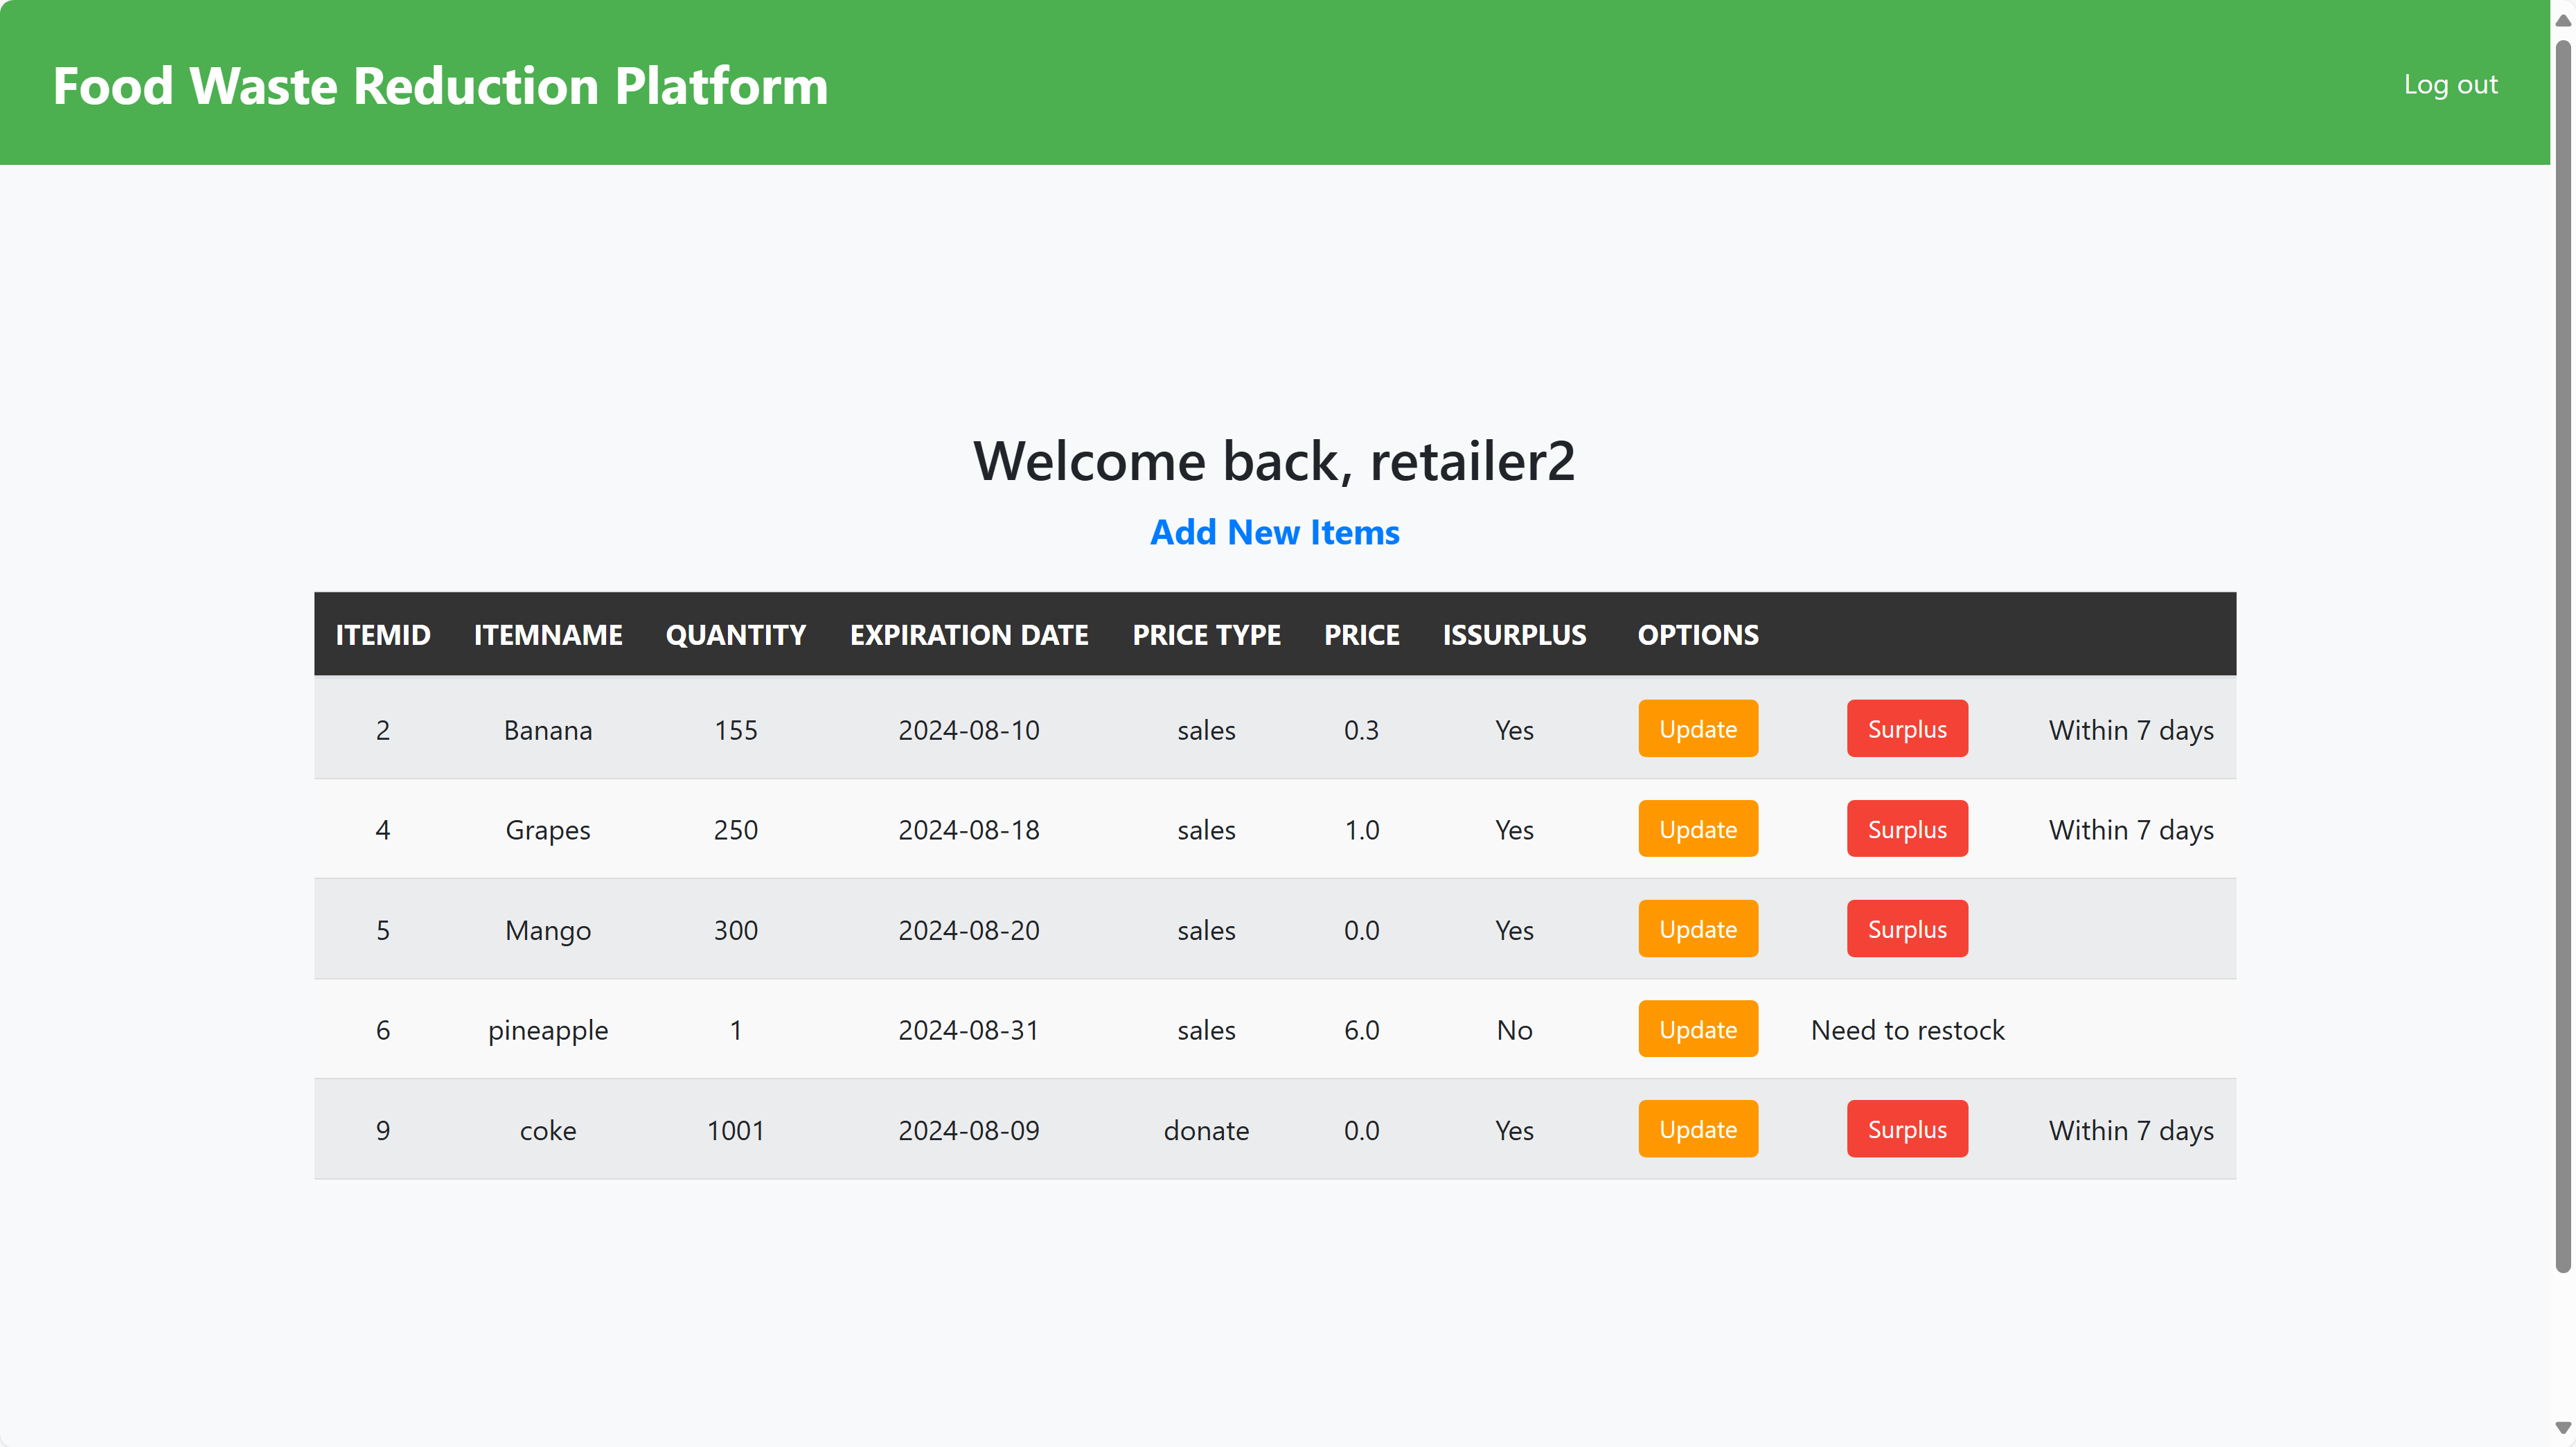 Food Waste Reduction Platform
Log out
Welcome back, retailer2
Add New Items
ITEMID ITEMNAME QUANTITY EXPIRATION DATE PRICE TYPE PRICE ISSURPLUS OPTIONS
2 Banana 155 2024-08-10 sales 0.3 Yes Update Surplus Within 7 days
4 Grapes 250 2024-08-18 sales 1.0 Yes Update Surplus Within 7 days
5 Mango 300 2024-08-20 sales 0.0 Yes Update Surplus
6 pineapple 1 2024-08-31 sales 6.0 No Update Need to restock
9 coke 1001 2024-08-09 donate 0.0 Yes Update Surplus Within 7 days